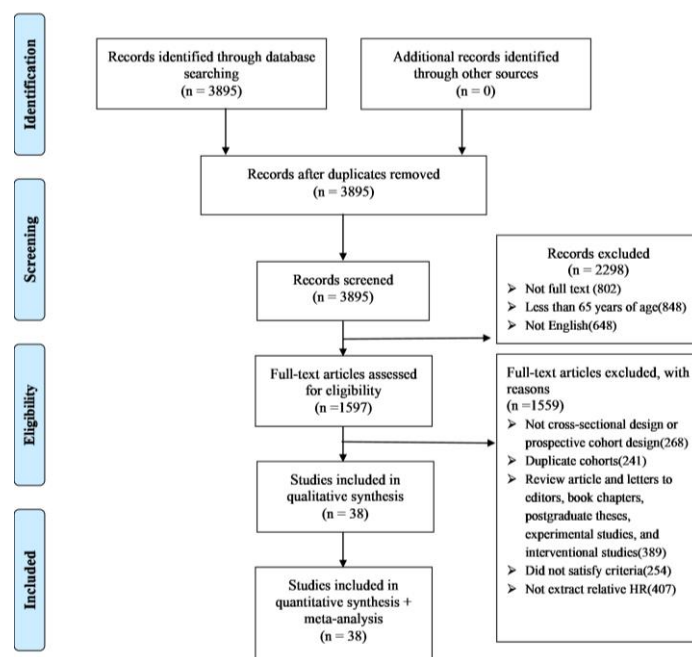 Identification
Records identified through database
searching
(n = 3895)
Additional records identified
through other sources
(n = 0)
Records after duplicates removed
(n = 3895)
Screening
Records screened
(n = 3895)
Records excluded
(n = 2298)
➤ Not full text (802)
➤ Less than 65 years of age(848)
➤ Not English(648)
Eligibility
Full-text articles assessed
for eligibility
(n =1597)
Full-text articles excluded, with
reasons
(n =1559)
➤ Not cross-sectional design or
prospective cohort design(268)
➤ Duplicate cohorts(241)
➤ Review article and letters to
editors, book chapters,
postgraduate theses,
experimental studies, and
interventional studies(389)
➤ Did not satisfy criteria(254)
➤ Not extract relative HR(407)
Studies included in
qualitative synthesis
(n = 38)
Included
Studies included in
quantitative synthesis +
meta-analysis
(n = 38)